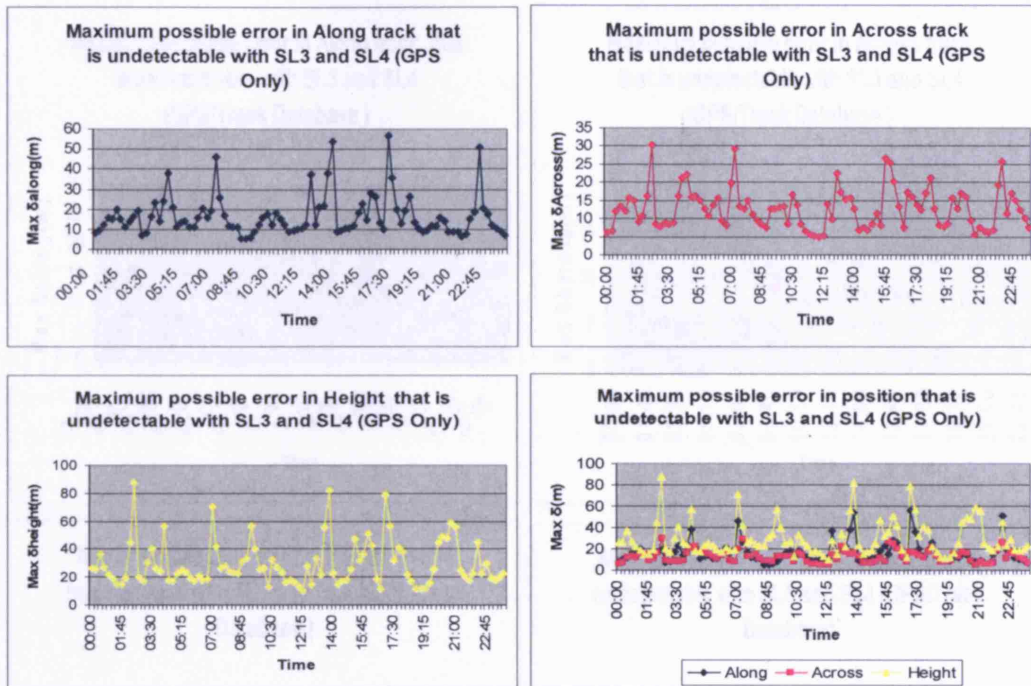 Maximum possible error in Along track that
is undetectable with SL3 and SL4 (GPS
Only)
Max δalong(m)
60
50
40
30
20
10
0
00:00 01:45 03:30 05:15 07:00 08:45 10:30 12:15 14:00 15:45 17:30 19:15 21:00 22:45
Time
Maximum possible error in Across track
that is undetectable with SL3 and SL4 (GPS
Only)
Max δAcross(m)
35
30
25
20
15
10
5
0
00:00 01:45 03:30 05:15 07:00 08:45 10:30 12:15 14:00 15:45 17:30 19:15 21:00 22:45
Time
Maximum possible error in Height that is
undetectable with SL3 and SL4 (GPS Only)
Max δheight(m)
100
80
60
40
20
0
00:00 01:45 03:30 05:15 07:00 08:45 10:30 12:15 14:00 15:45 17:30 19:15 21:00 22:45
Time
Maximum possible error in position that is
undetectable with SL3 and SL4 (GPS Only)
Max δ(m)
100
80
60
40
20
0
00:00 01:45 03:30 05:15 07:00 08:45 10:30 12:15 14:00 15:45 17:30 19:15 21:00 22:45
Time
Along Across Height